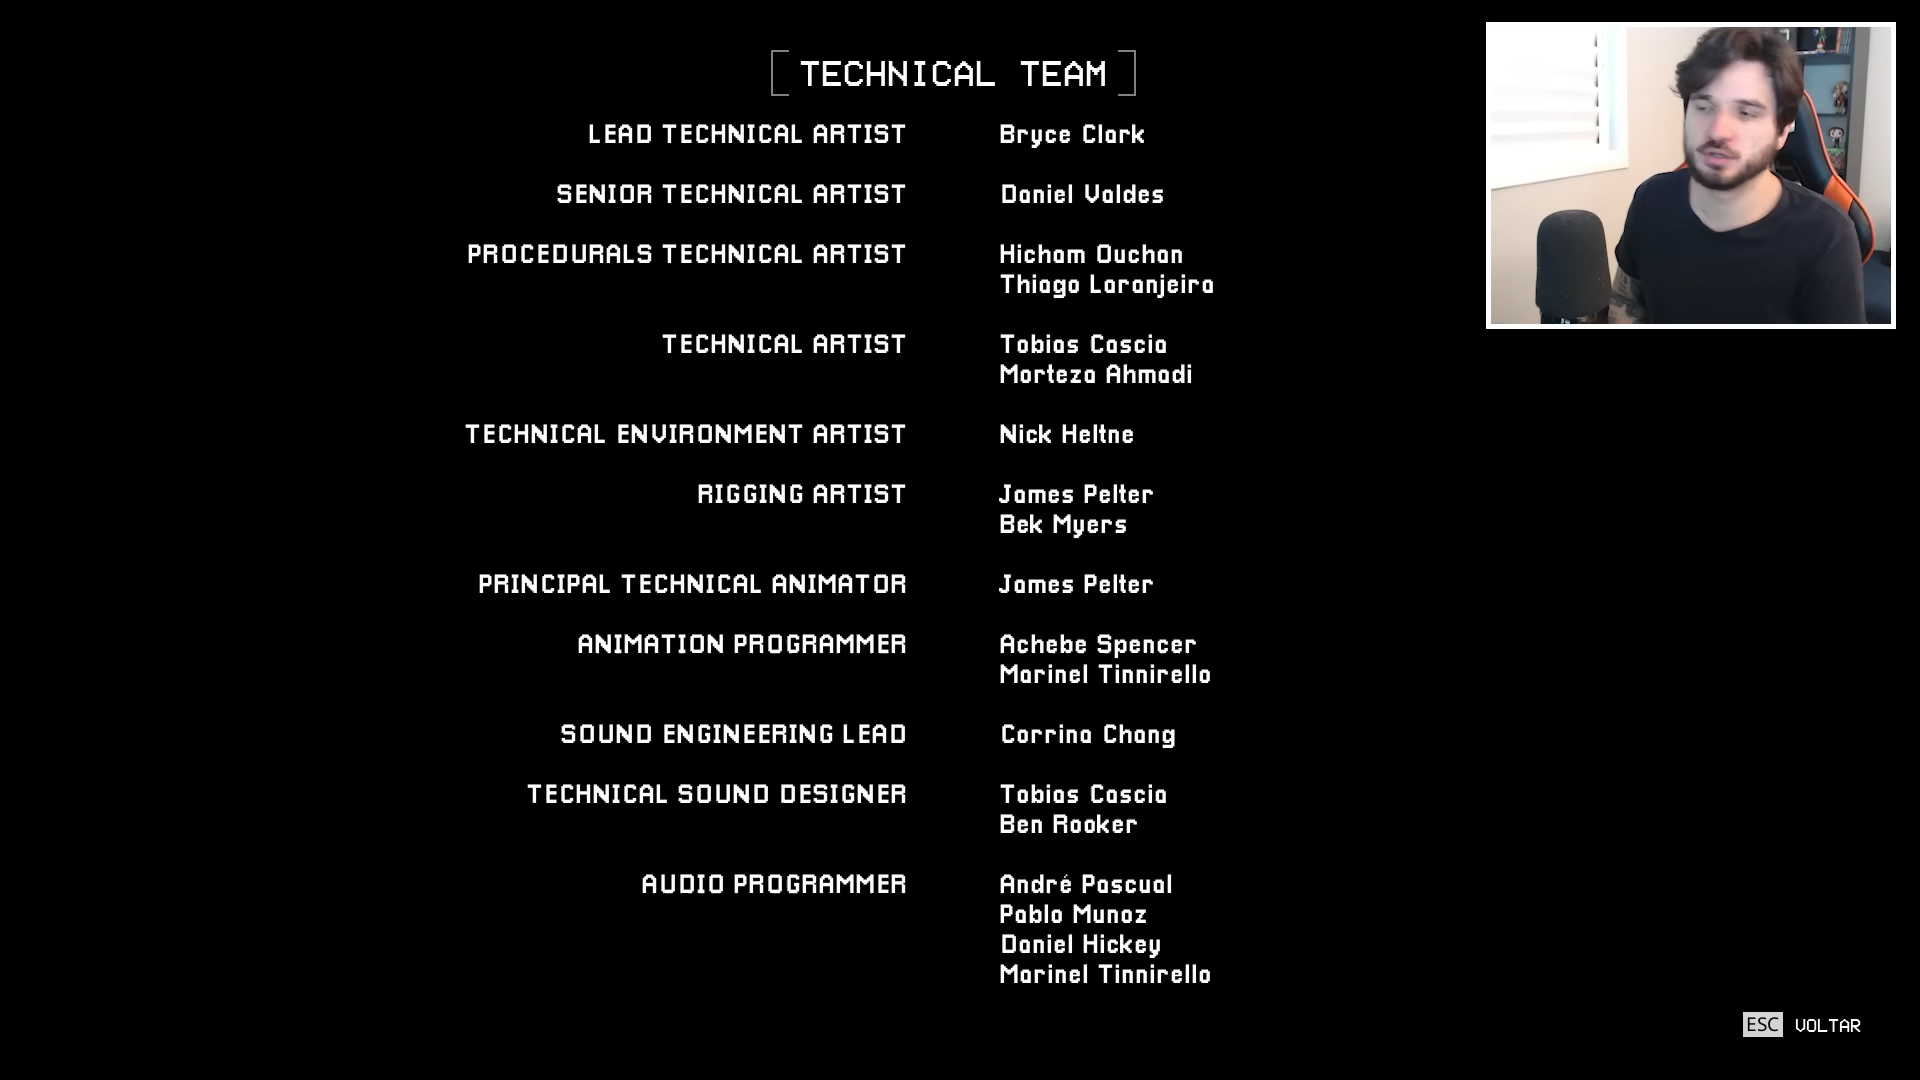 TECHNICAL TEAM
LEAD TECHNICAL ARTIST Bryce Clark
SENIOR TECHNICAL ARTIST Daniel Valdes
PROCEDURALS TECHNICAL ARTIST Hicham Ouchan
Thiago Laranjeira
TECHNICAL ARTIST Tobias Cascia
Morteza Ahmadi
TECHNICAL ENVIRONMENT ARTIST Nick Heltne
RIGGING ARTIST James Pelter
Bek Myers
PRINCIPAL TECHNICAL ANIMATOR James Pelter
ANIMATION PROGRAMMER Achebe Spencer
Marinel Tinnirello
SOUND ENGINEERING LEAD Corrina Chang
TECHNICAL SOUND DESIGNER Tobias Cascia
Ben Rooker
AUDIO PROGRAMMER André Pascual
Pablo Munoz
Daniel Hickey
Marinel Tinnirello
ESC VOLTAR